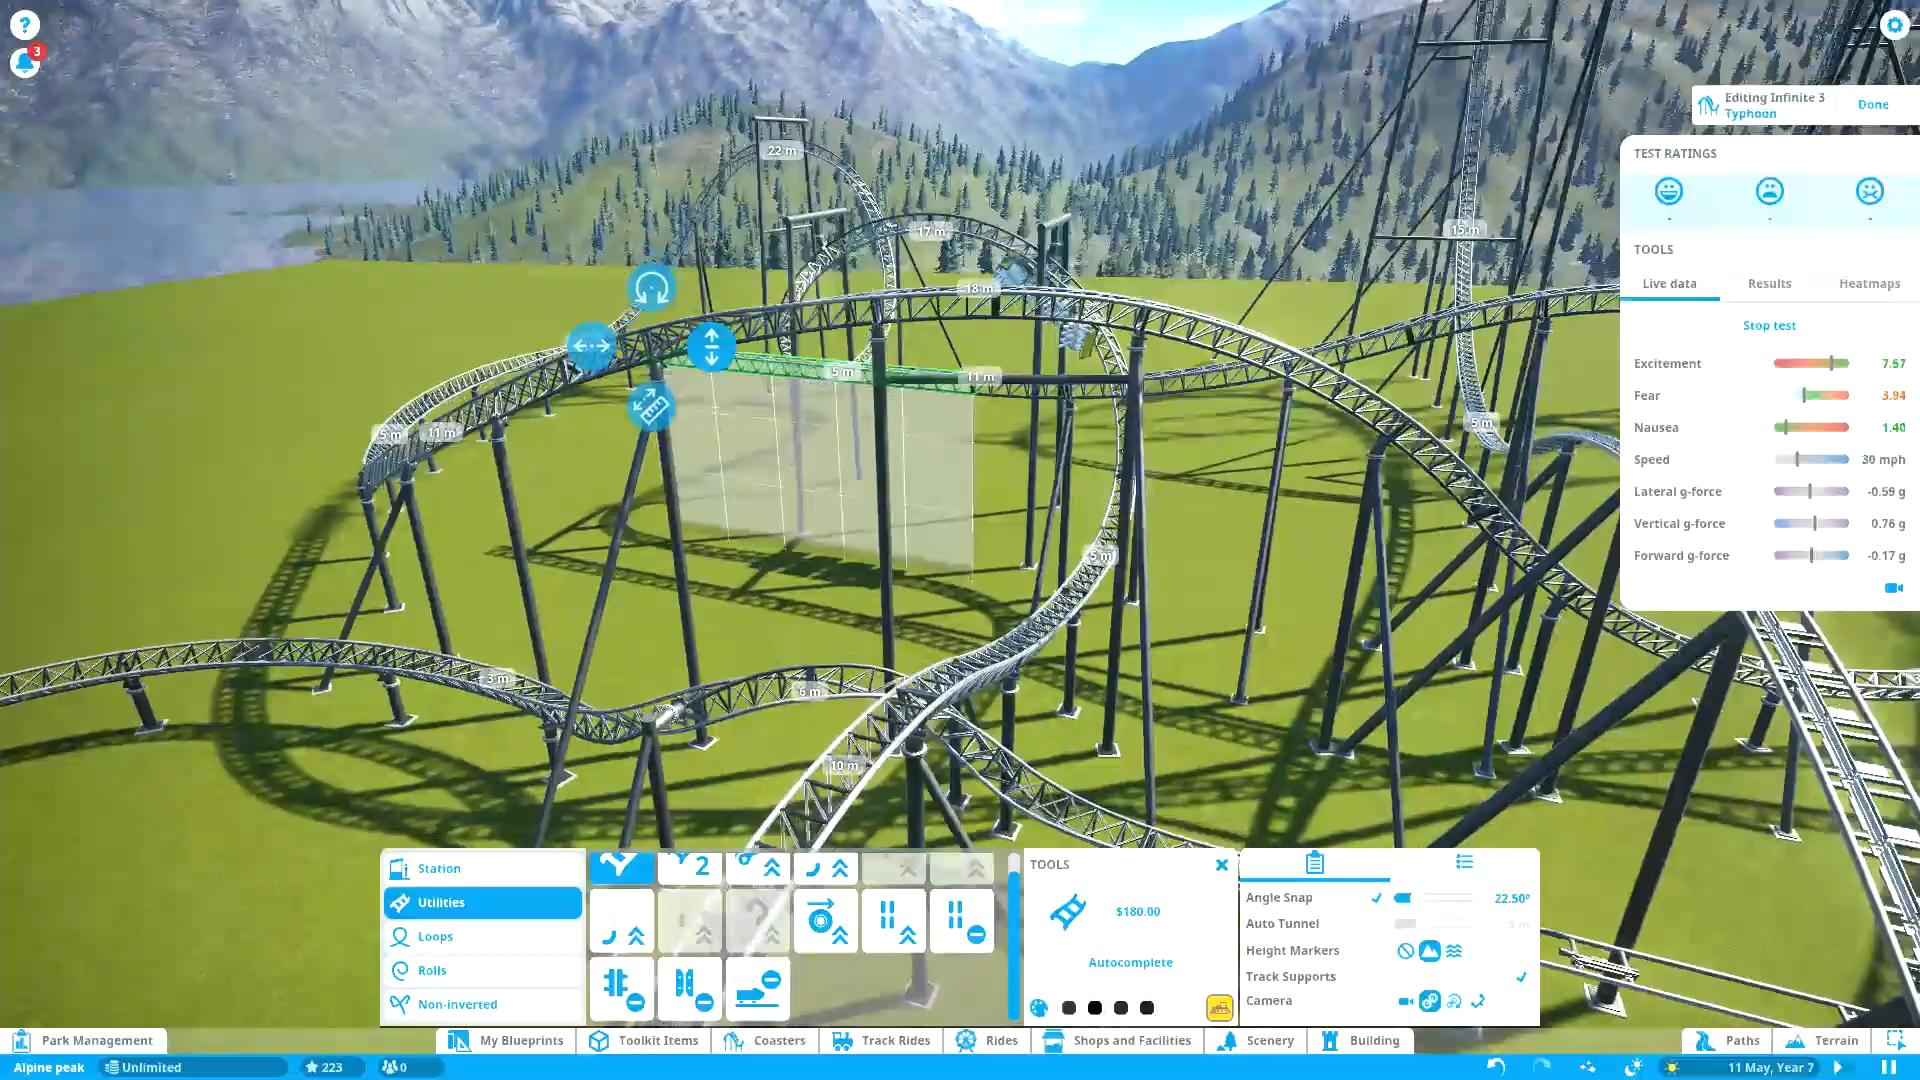 ?
3
22 m
17 m
18 m
15 m
5 m
11 m
5 m
11 m
5 m
5 m
3 m
6 m
10 m
Editing Infinite 3
Typhoon
Done
TEST RATINGS
- - -
TOOLS
Live data Results Heatmaps
Stop test
Excitement 7.57
Fear 3.94
Nausea 1.40
Speed 30 mph
Lateral g-force -0.59 g
Vertical g-force 0.76 g
Forward g-force -0.17 g
Station
Utilities
Loops
Rolls
Non-inverted
2
TOOLS
$180.00
Autocomplete
Angle Snap 22.50°
Auto Tunnel 5 m
Height Markers
Track Supports
Camera
Park Management My Blueprints Toolkit Items Coasters Track Rides Rides Shops and Facilities Scenery Building Paths Terrain
Alpine peak Unlimited 223 0 11 May, Year 7